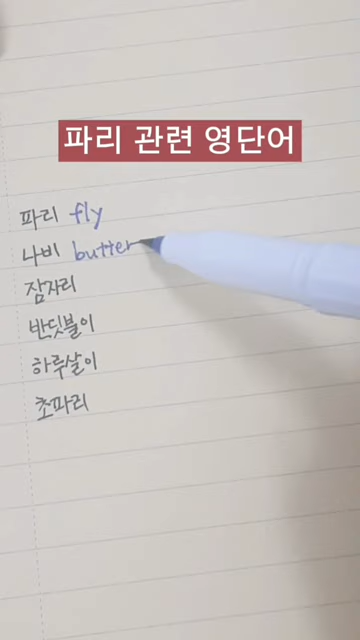 파리 관련 영단어
파리 fly
나비 butter
잠자리
반딧불이
하루살이
초파리